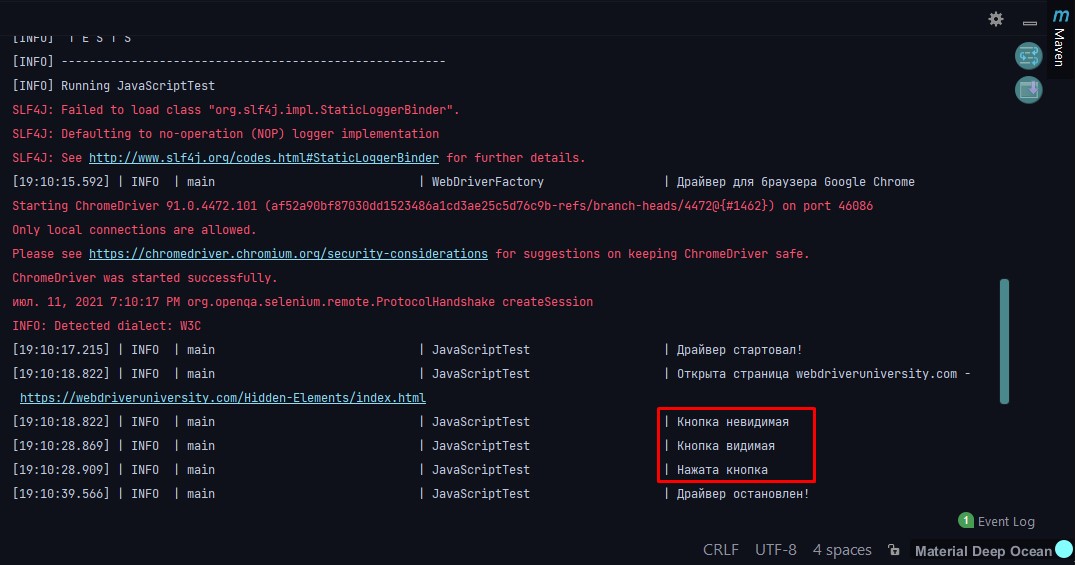 m
Maven
[INFO]  T E S T S
[INFO] -------------------------------------------------------
[INFO] Running JavaScriptTest
SLF4J: Failed to load class "org.slf4j.impl.StaticLoggerBinder".
SLF4J: Defaulting to no-operation (NOP) logger implementation
SLF4J: See http://www.slf4j.org/codes.html#StaticLoggerBinder for further details.
[19:10:15.592] | INFO  | main | WebDriverFactory | Драйвер для браузера Google Chrome
Starting ChromeDriver 91.0.4472.101 (af52a90bf87030dd1523486a1cd3ae25c5d76c9b-refs/branch-heads/4472@{#1462}) on port 46086
Only local connections are allowed.
Please see https://chromedriver.chromium.org/security-considerations for suggestions on keeping ChromeDriver safe.
ChromeDriver was started successfully.
июл. 11, 2021 7:10:17 PM org.openqa.selenium.remote.ProtocolHandshake createSession
INFO: Detected dialect: W3C
[19:10:17.215] | INFO  | main | JavaScriptTest | Драйвер стартовал!
[19:10:18.822] | INFO  | main | JavaScriptTest | Открыта страница webdriveruniversity.com -
https://webdriveruniversity.com/Hidden-Elements/index.html
[19:10:18.822] | INFO  | main | JavaScriptTest | Кнопка невидимая
[19:10:28.869] | INFO  | main | JavaScriptTest | Кнопка видимая
[19:10:28.909] | INFO  | main | JavaScriptTest | Нажата кнопка
[19:10:39.566] | INFO  | main | JavaScriptTest | Драйвер остановлен!
1 Event Log
CRLF UTF-8 4 spaces Material Deep Ocean